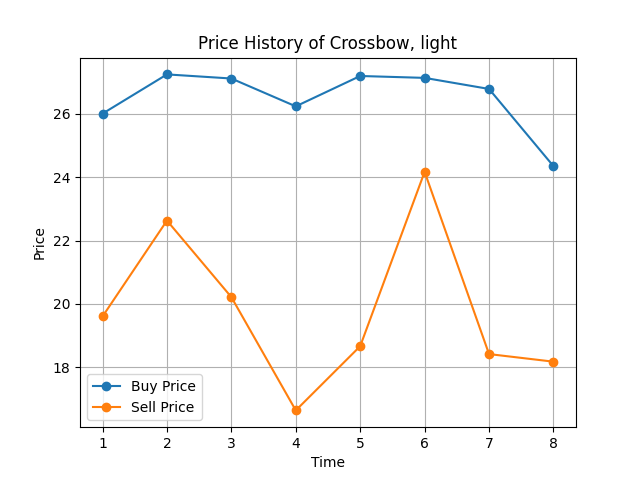 Price History of Crossbow, light
Price
26
24
22
20
18
Buy Price
Sell Price
1 2 3 4 5 6 7 8
Time